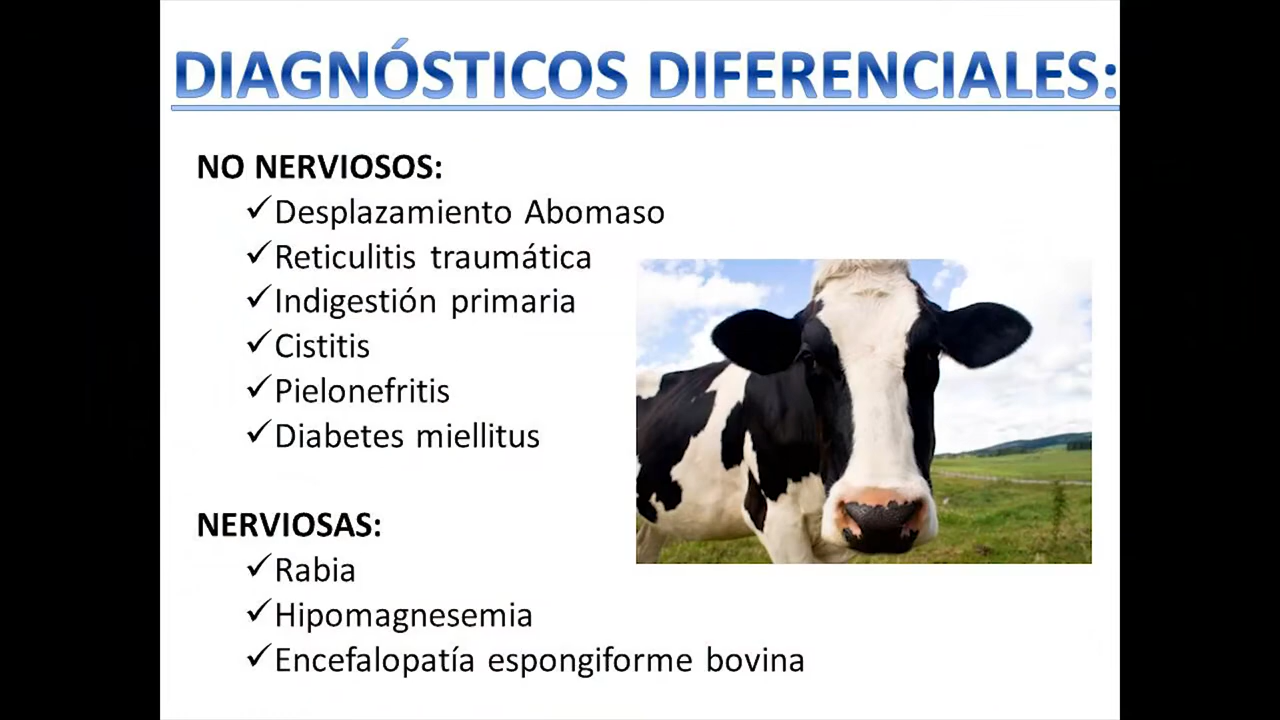 DIAGNÓSTICOS DIFERENCIALES:
NO NERVIOSOS:
✓Desplazamiento Abomaso
✓Reticulitis traumática
✓Indigestión primaria
✓Cistitis
✓Pielonefritis
✓Diabetes miellitus
NERVIOSAS:
✓Rabia
✓Hipomagnesemia
✓Encefalopatía espongiforme bovina